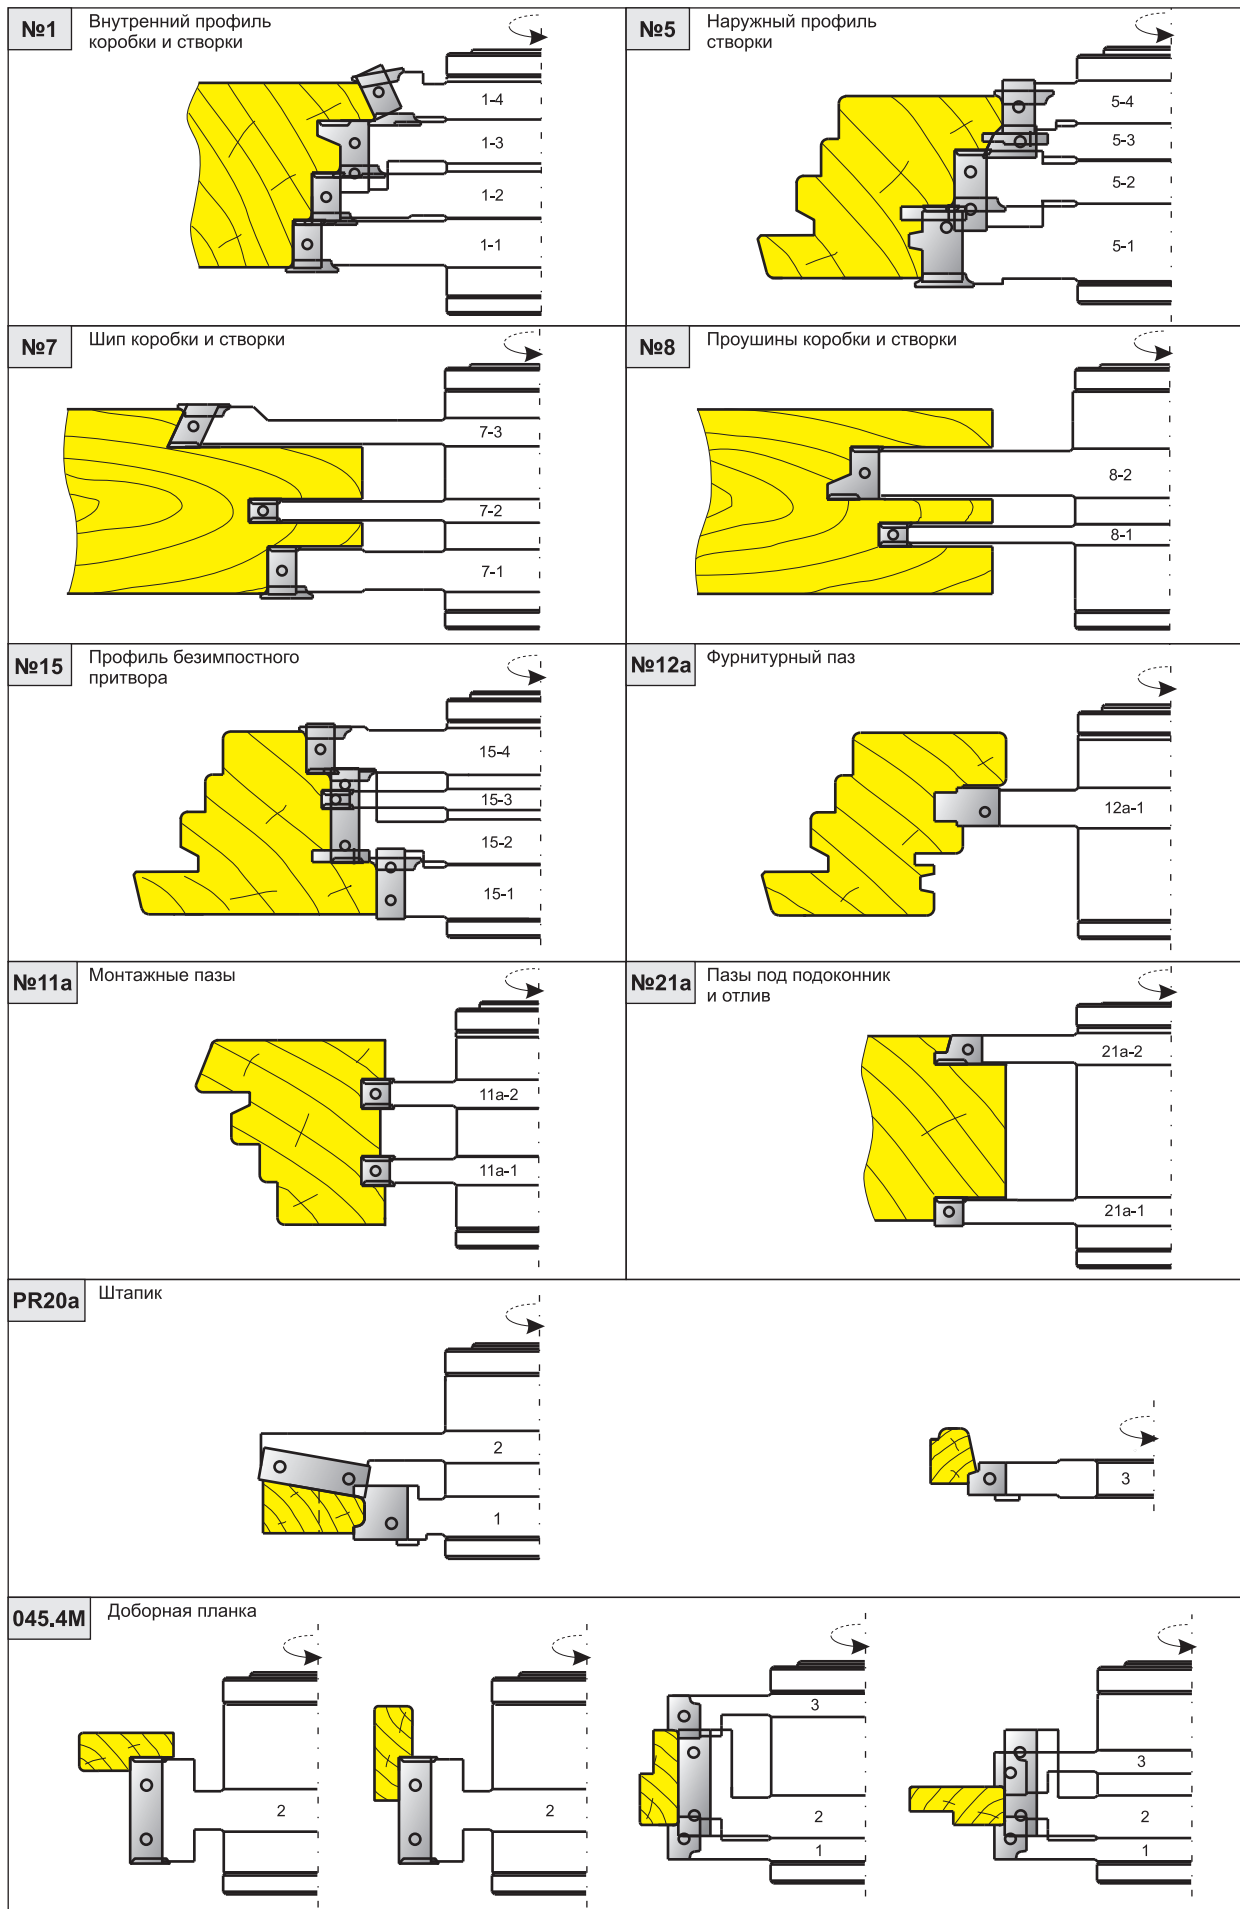 №1
Внутренний профиль
коробки и створки
1-4
1-3
1-2
1-1
№5
Наружный профиль
створки
5-4
5-3
5-2
5-1
№7
Шип коробки и створки
7-3
7-2
7-1
№8
Проушины коробки и створки
8-2
8-1
№15
Профиль безимпостного
притвора
15-4
15-3
15-2
15-1
№12а
Фурнитурный паз
12а-1
№11а
Монтажные пазы
11а-2
11а-1
№21а
Пазы под подоконник
и отлив
21а-2
21а-1
PR20a
Штапик
2
1
3
045.4М
Доборная планка
2
2
3
2
1
3
2
1